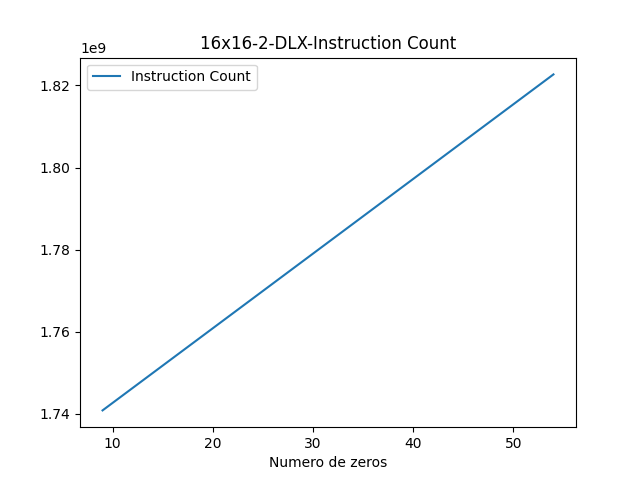 16x16-2-DLX-Instruction Count
1e9
Instruction Count
1.82
1.80
1.78
1.76
1.74
10 20 30 40 50
Numero de zeros